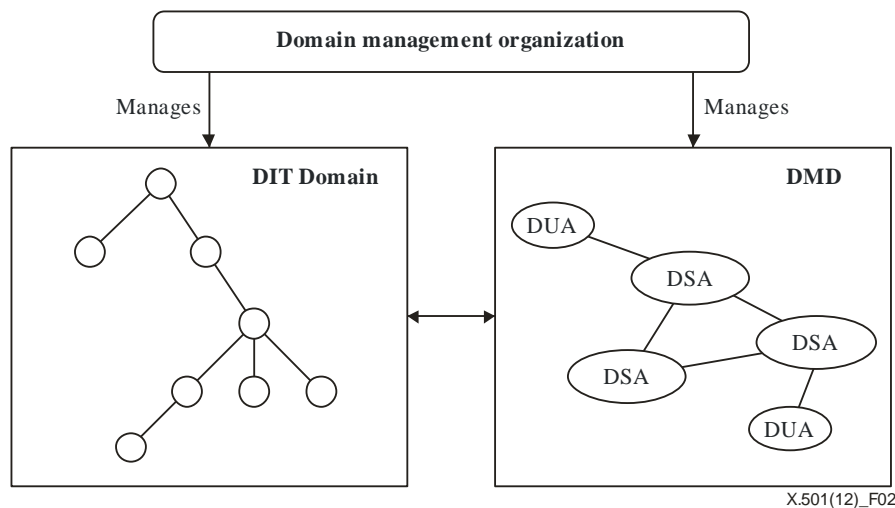 Domain management organization
Manages
Manages
DIT Domain
DMD
DUA
DSA
DSA
DSA
DUA
X.501(12)_F02